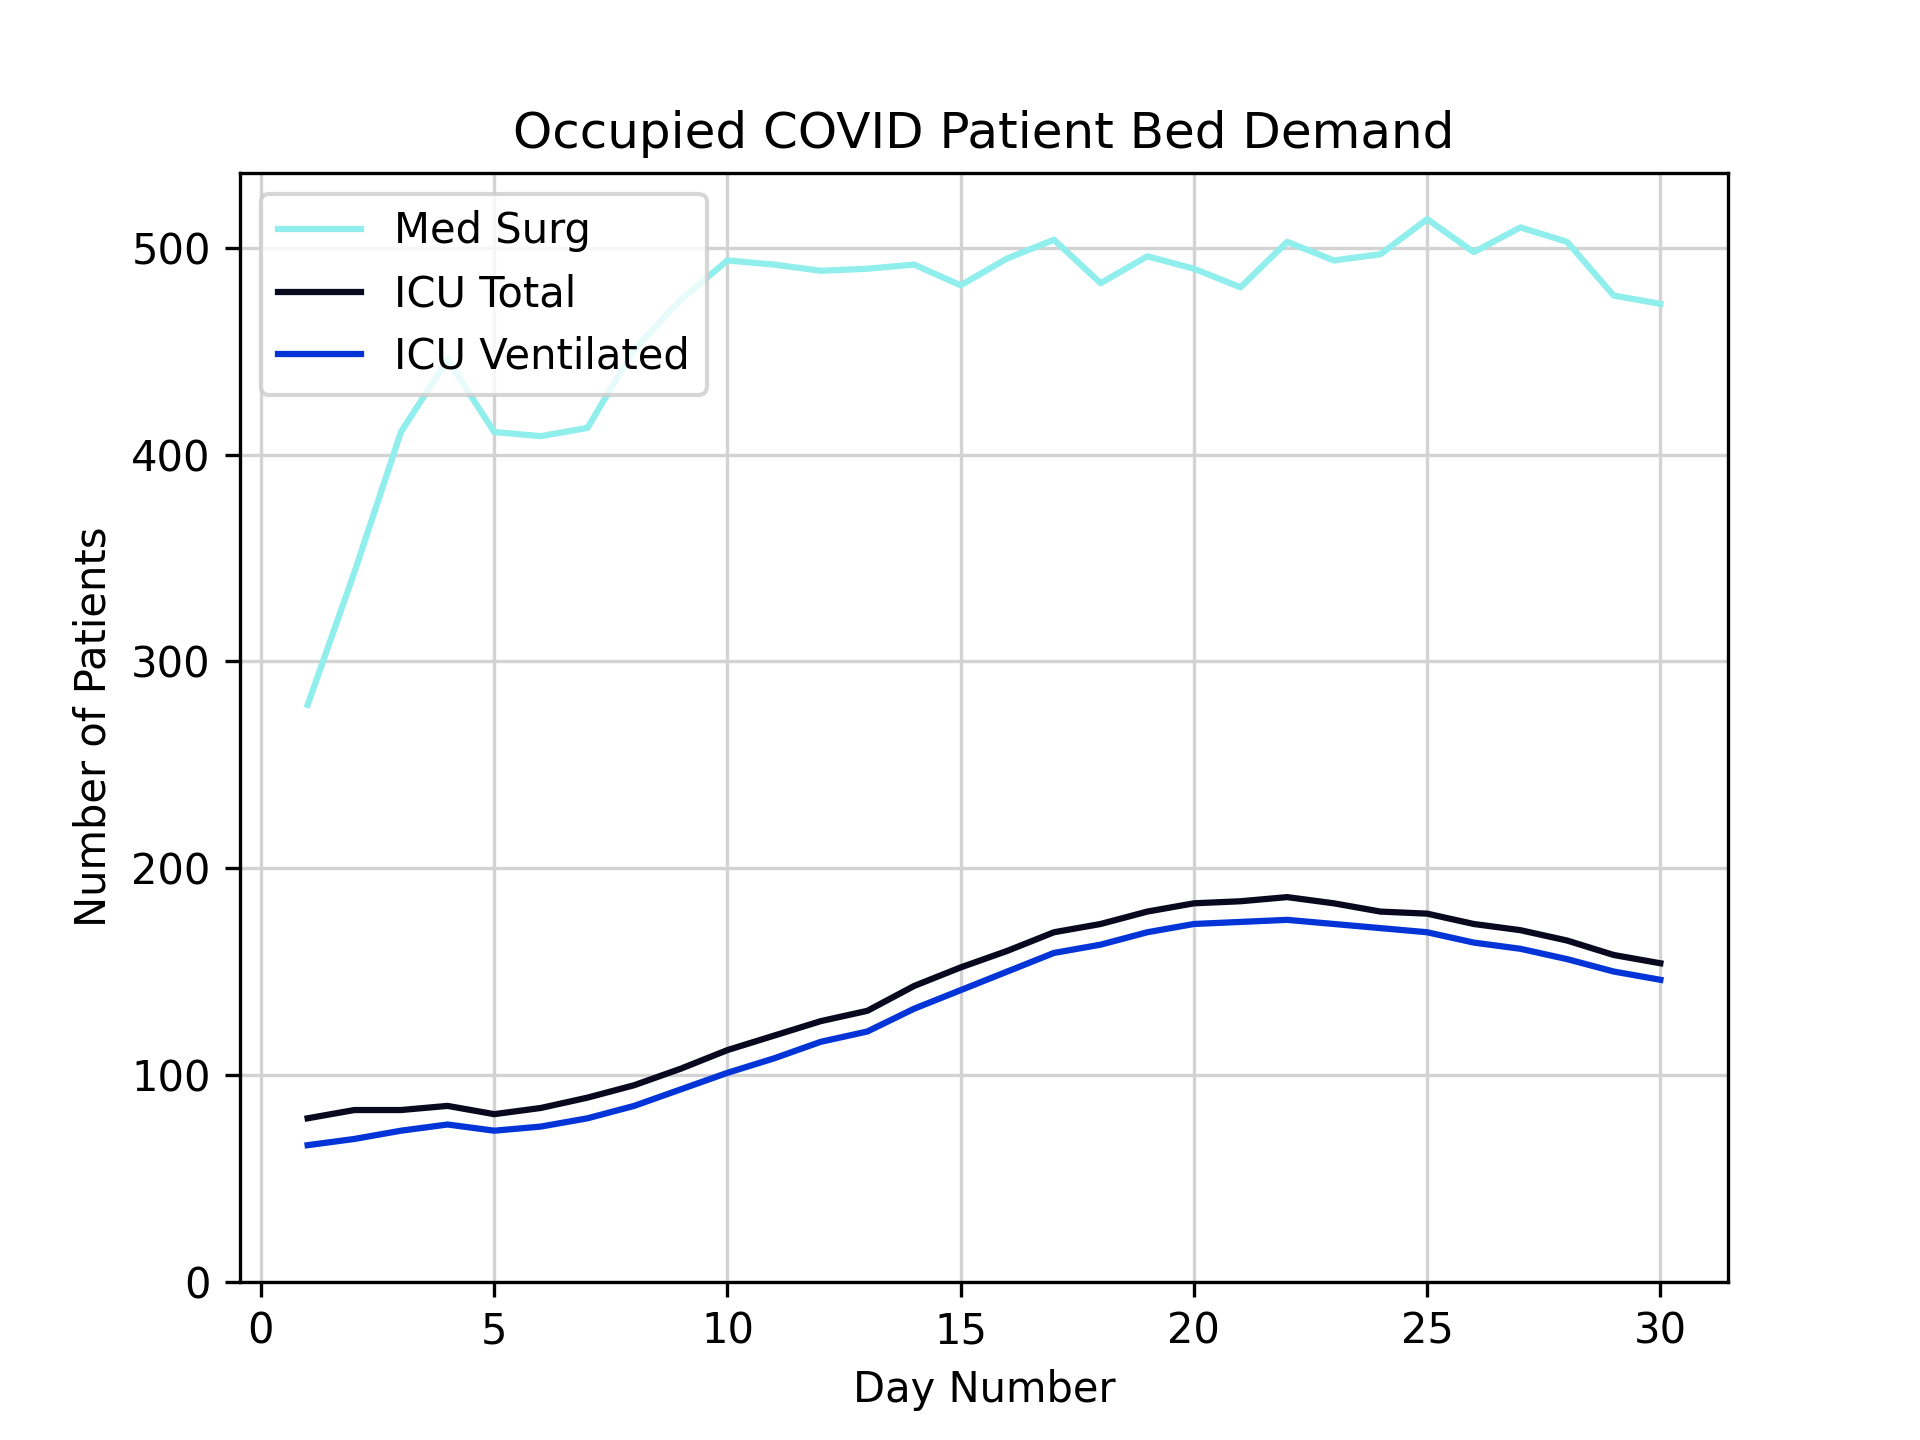 Occupied COVID Patient Bed Demand
Med Surg
ICU Total
ICU Ventilated
500
400
300
200
100
0
Number of Patients
0 5 10 15 20 25 30
Day Number